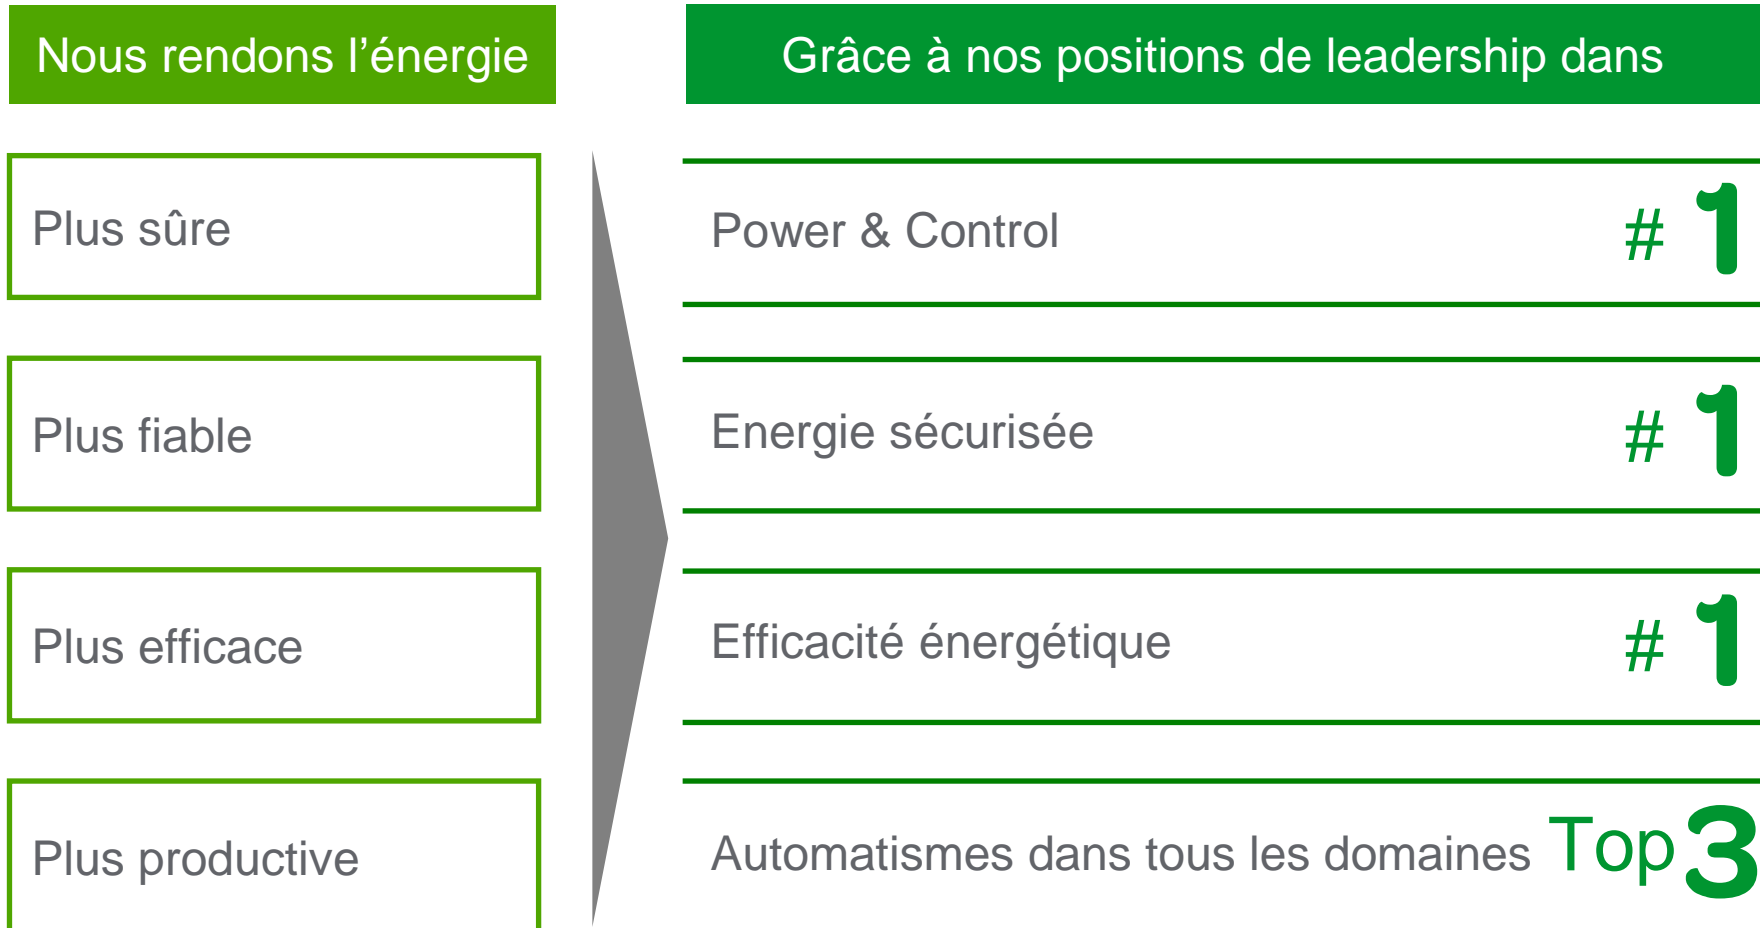 Nous rendons l’énergie
Grâce à nos positions de leadership dans
Plus sûre
Power & Control # 1
Plus fiable
Energie sécurisée # 1
Plus efficace
Efficacité énergétique # 1
Plus productive
Automatismes dans tous les domaines Top 3